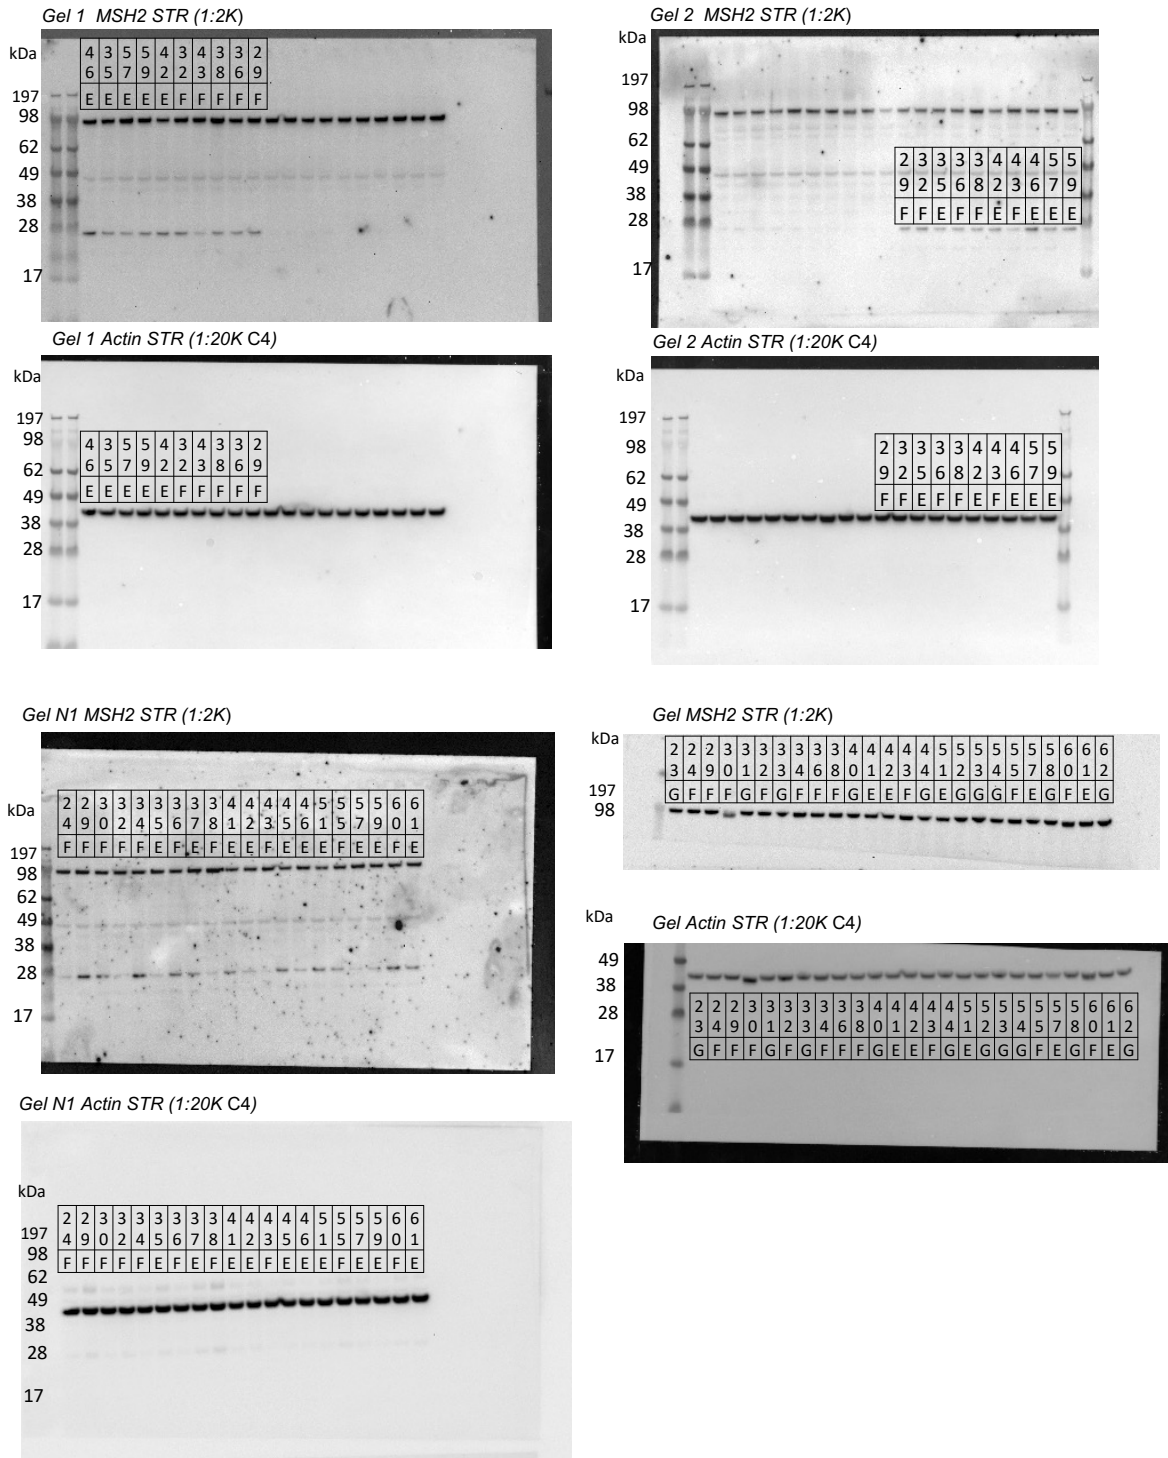 Gel 1 MSH2 STR (1:2K)
kDa
4 3 5 5 4 3 4 3 3 2
6 5 7 9 2 2 3 8 6 9
E E E E E F F F F F
197
98
62
49
38
28
17
Gel 2 MSH2 STR (1:2K)
kDa
197
98
62
49
38
28
17
2 3 3 3 3 4 4 4 5 5
9 2 5 6 8 2 3 6 7 9
F F E F F E F E E E
Gel 1 Actin STR (1:20K C4)
kDa
197
98
62
49
38
28
17
4 3 5 5 4 3 4 3 3 2
6 5 7 9 2 2 3 8 6 9
E E E E E F F F F F
Gel 2 Actin STR (1:20K C4)
kDa
197
98
62
49
38
28
17
2 3 3 3 3 4 4 4 5 5
9 2 5 6 8 2 3 6 7 9
F F E F F E F E E E
Gel N1 MSH2 STR (1:2K)
kDa
2 2 3 3 3 3 3 3 3 4 4 4 4 4 5 5 5 5 6 6
4 9 0 2 4 5 6 7 8 1 2 3 5 6 1 5 7 9 0 1
F F F F F E F E F E E F E E E F E E F E
197
98
62
49
38
28
17
Gel MSH2 STR (1:2K)
kDa
2 2 2 3 3 3 3 3 3 3 4 4 4 4 4 5 5 5 5 5 5 5 6 6 6
3 4 9 0 1 2 3 4 6 8 0 1 2 3 4 1 2 3 4 5 7 8 0 1 2
G F F F G F G F F F G E E F G E G G G F E G F E G
197
98
Gel Actin STR (1:20K C4)
kDa
49
38
28
17
2 2 2 3 3 3 3 3 3 3 4 4 4 4 4 5 5 5 5 5 5 5 6 6 6
3 4 9 0 1 2 3 4 6 8 0 1 2 3 4 1 2 3 4 5 7 8 0 1 2
G F F F G F G F F F G E E F G E G G G F E G F E G
Gel N1 Actin STR (1:20K C4)
kDa
2 2 3 3 3 3 3 3 3 4 4 4 4 4 5 5 5 5 6 6
4 9 0 2 4 5 6 7 8 1 2 3 5 6 1 5 7 9 0 1
F F F F F E F E F E E F E E E F E E F E
197
98
62
49
38
28
17